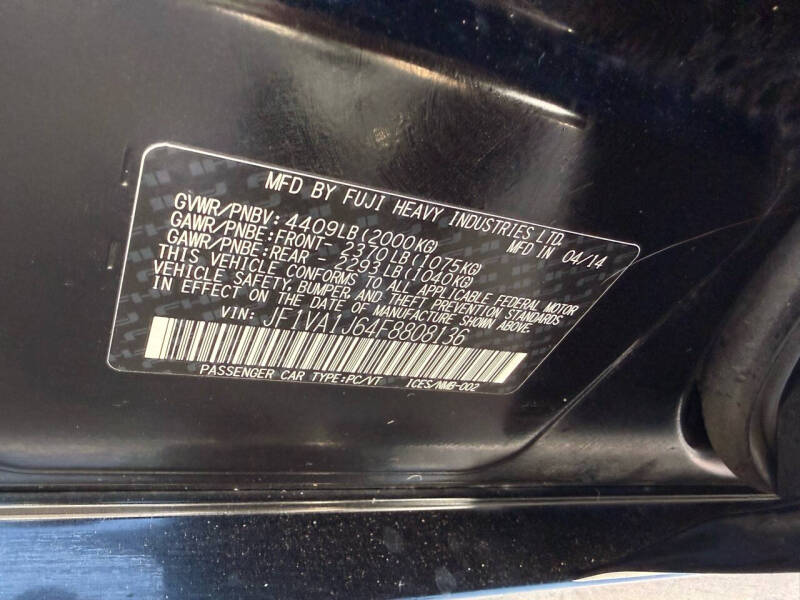 MFD BY FUJI HEAVY INDUSTRIES LTD.
GVWR/PNBV: 4409LB(2000KG) MFD IN 04/14
GAWR/PNBE:FRONT- 2370LB(1075KG)
GAWR/PNBE:REAR - 2293LB(1040KG)
THIS VEHICLE CONFORMS TO ALL APPLICABLE FEDERAL MOTOR
VEHICLE SAFETY, BUMPER, AND THEFT PREVENTION STANDARDS
IN EFFECT ON THE DATE OF MANUFACTURE SHOWN ABOVE.
VIN: JF1VA1J64F8808136
PASSENGER CAR TYPE:PC/VT ICES/NMB-002